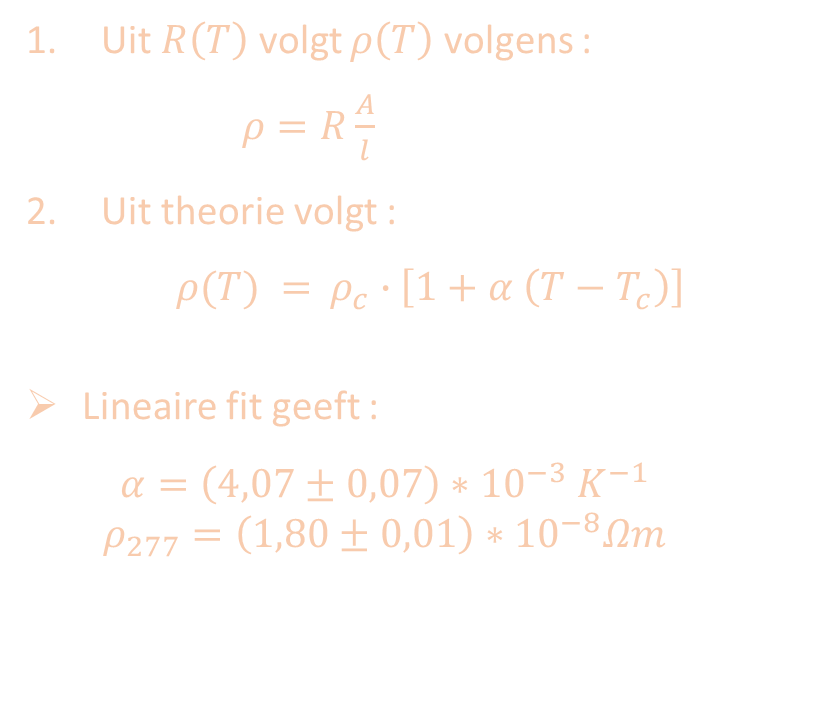 1. Uit R(T) volgt ρ(T) volgens :
ρ = R A/l
2. Uit theorie volgt :
ρ(T) = ρ_c · [1 + α (T − T_c)]
➢ Lineaire fit geeft :
α = (4,07 ± 0,07) ∗ 10⁻³ K⁻¹
ρ₂₇₇ = (1,80 ± 0,01) ∗ 10⁻⁸ Ωm